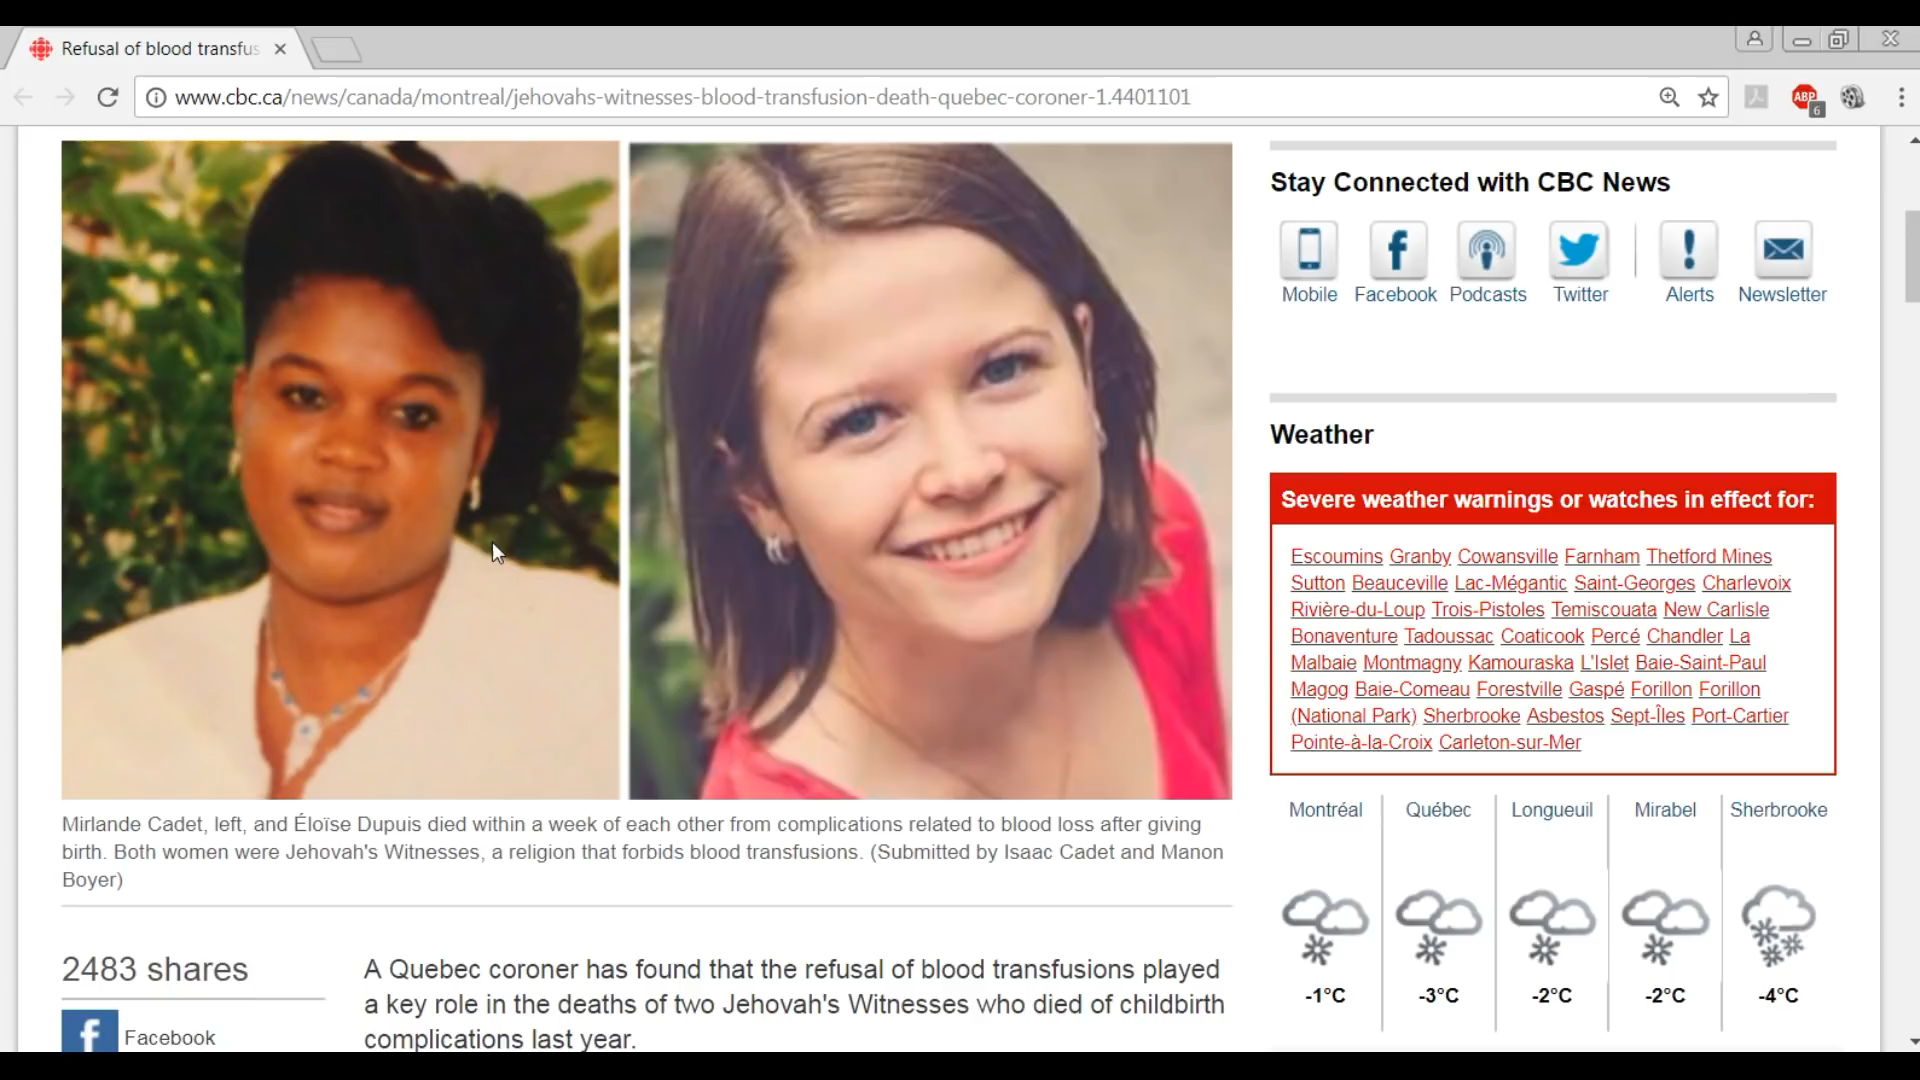 Refusal of blood transfus
www.cbc.ca/news/canada/montreal/jehovahs-witnesses-blood-transfusion-death-quebec-coroner-1.4401101
ABP
6
Mirlande Cadet, left, and Éloïse Dupuis died within a week of each other from complications related to blood loss after giving
birth. Both women were Jehovah's Witnesses, a religion that forbids blood transfusions. (Submitted by Isaac Cadet and Manon
Boyer)
2483 shares
f Facebook
A Quebec coroner has found that the refusal of blood transfusions played
a key role in the deaths of two Jehovah's Witnesses who died of childbirth
complications last year.
Stay Connected with CBC News
Mobile Facebook Podcasts Twitter Alerts Newsletter
Weather
Severe weather warnings or watches in effect for:
Escoumins Granby Cowansville Farnham Thetford Mines
Sutton Beauceville Lac-Mégantic Saint-Georges Charlevoix
Rivière-du-Loup Trois-Pistoles Temiscouata New Carlisle
Bonaventure Tadoussac Coaticook Percé Chandler La
Malbaie Montmagny Kamouraska L'Islet Baie-Saint-Paul
Magog Baie-Comeau Forestville Gaspé Forillon Forillon
(National Park) Sherbrooke Asbestos Sept-Îles Port-Cartier
Pointe-à-la-Croix Carleton-sur-Mer
Montréal Québec Longueuil Mirabel Sherbrooke
-1°C -3°C -2°C -2°C -4°C